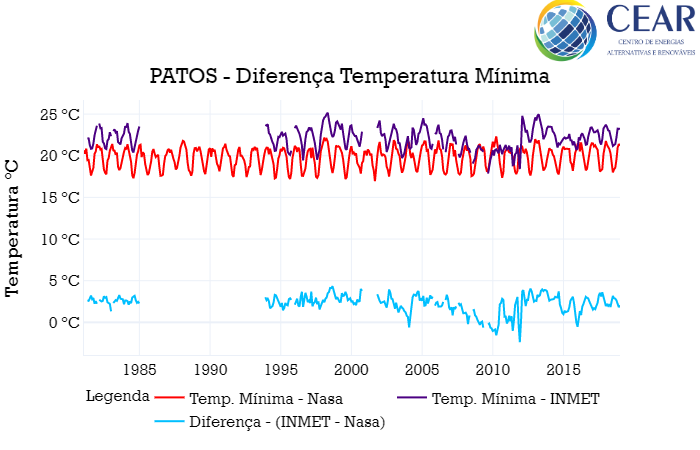 CEAR
CENTRO DE ENERGIAS
ALTERNATIVAS E RENOVÁVEIS
PATOS - Diferença Temperatura Mínima
Temperatura °C
25 °C
20 °C
15 °C
10 °C
5 °C
0 °C
1985 1990 1995 2000 2005 2010 2015
Legenda Temp. Mínima - Nasa Temp. Mínima - INMET
Diferença - (INMET - Nasa)